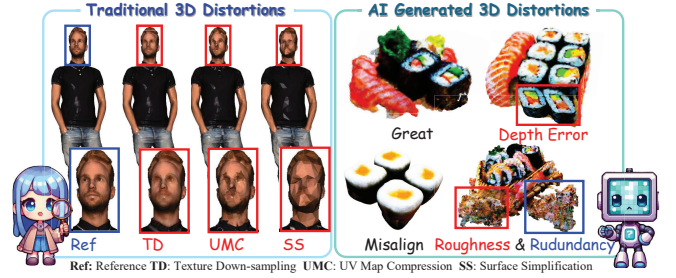 Traditional 3D Distortions
AI Generated 3D Distortions
Great
Depth Error
Ref
TD
UMC
SS
Misalign
Roughness & Rudundancy
Ref: Reference TD: Texture Down-sampling UMC: UV Map Compression SS: Surface Simplification